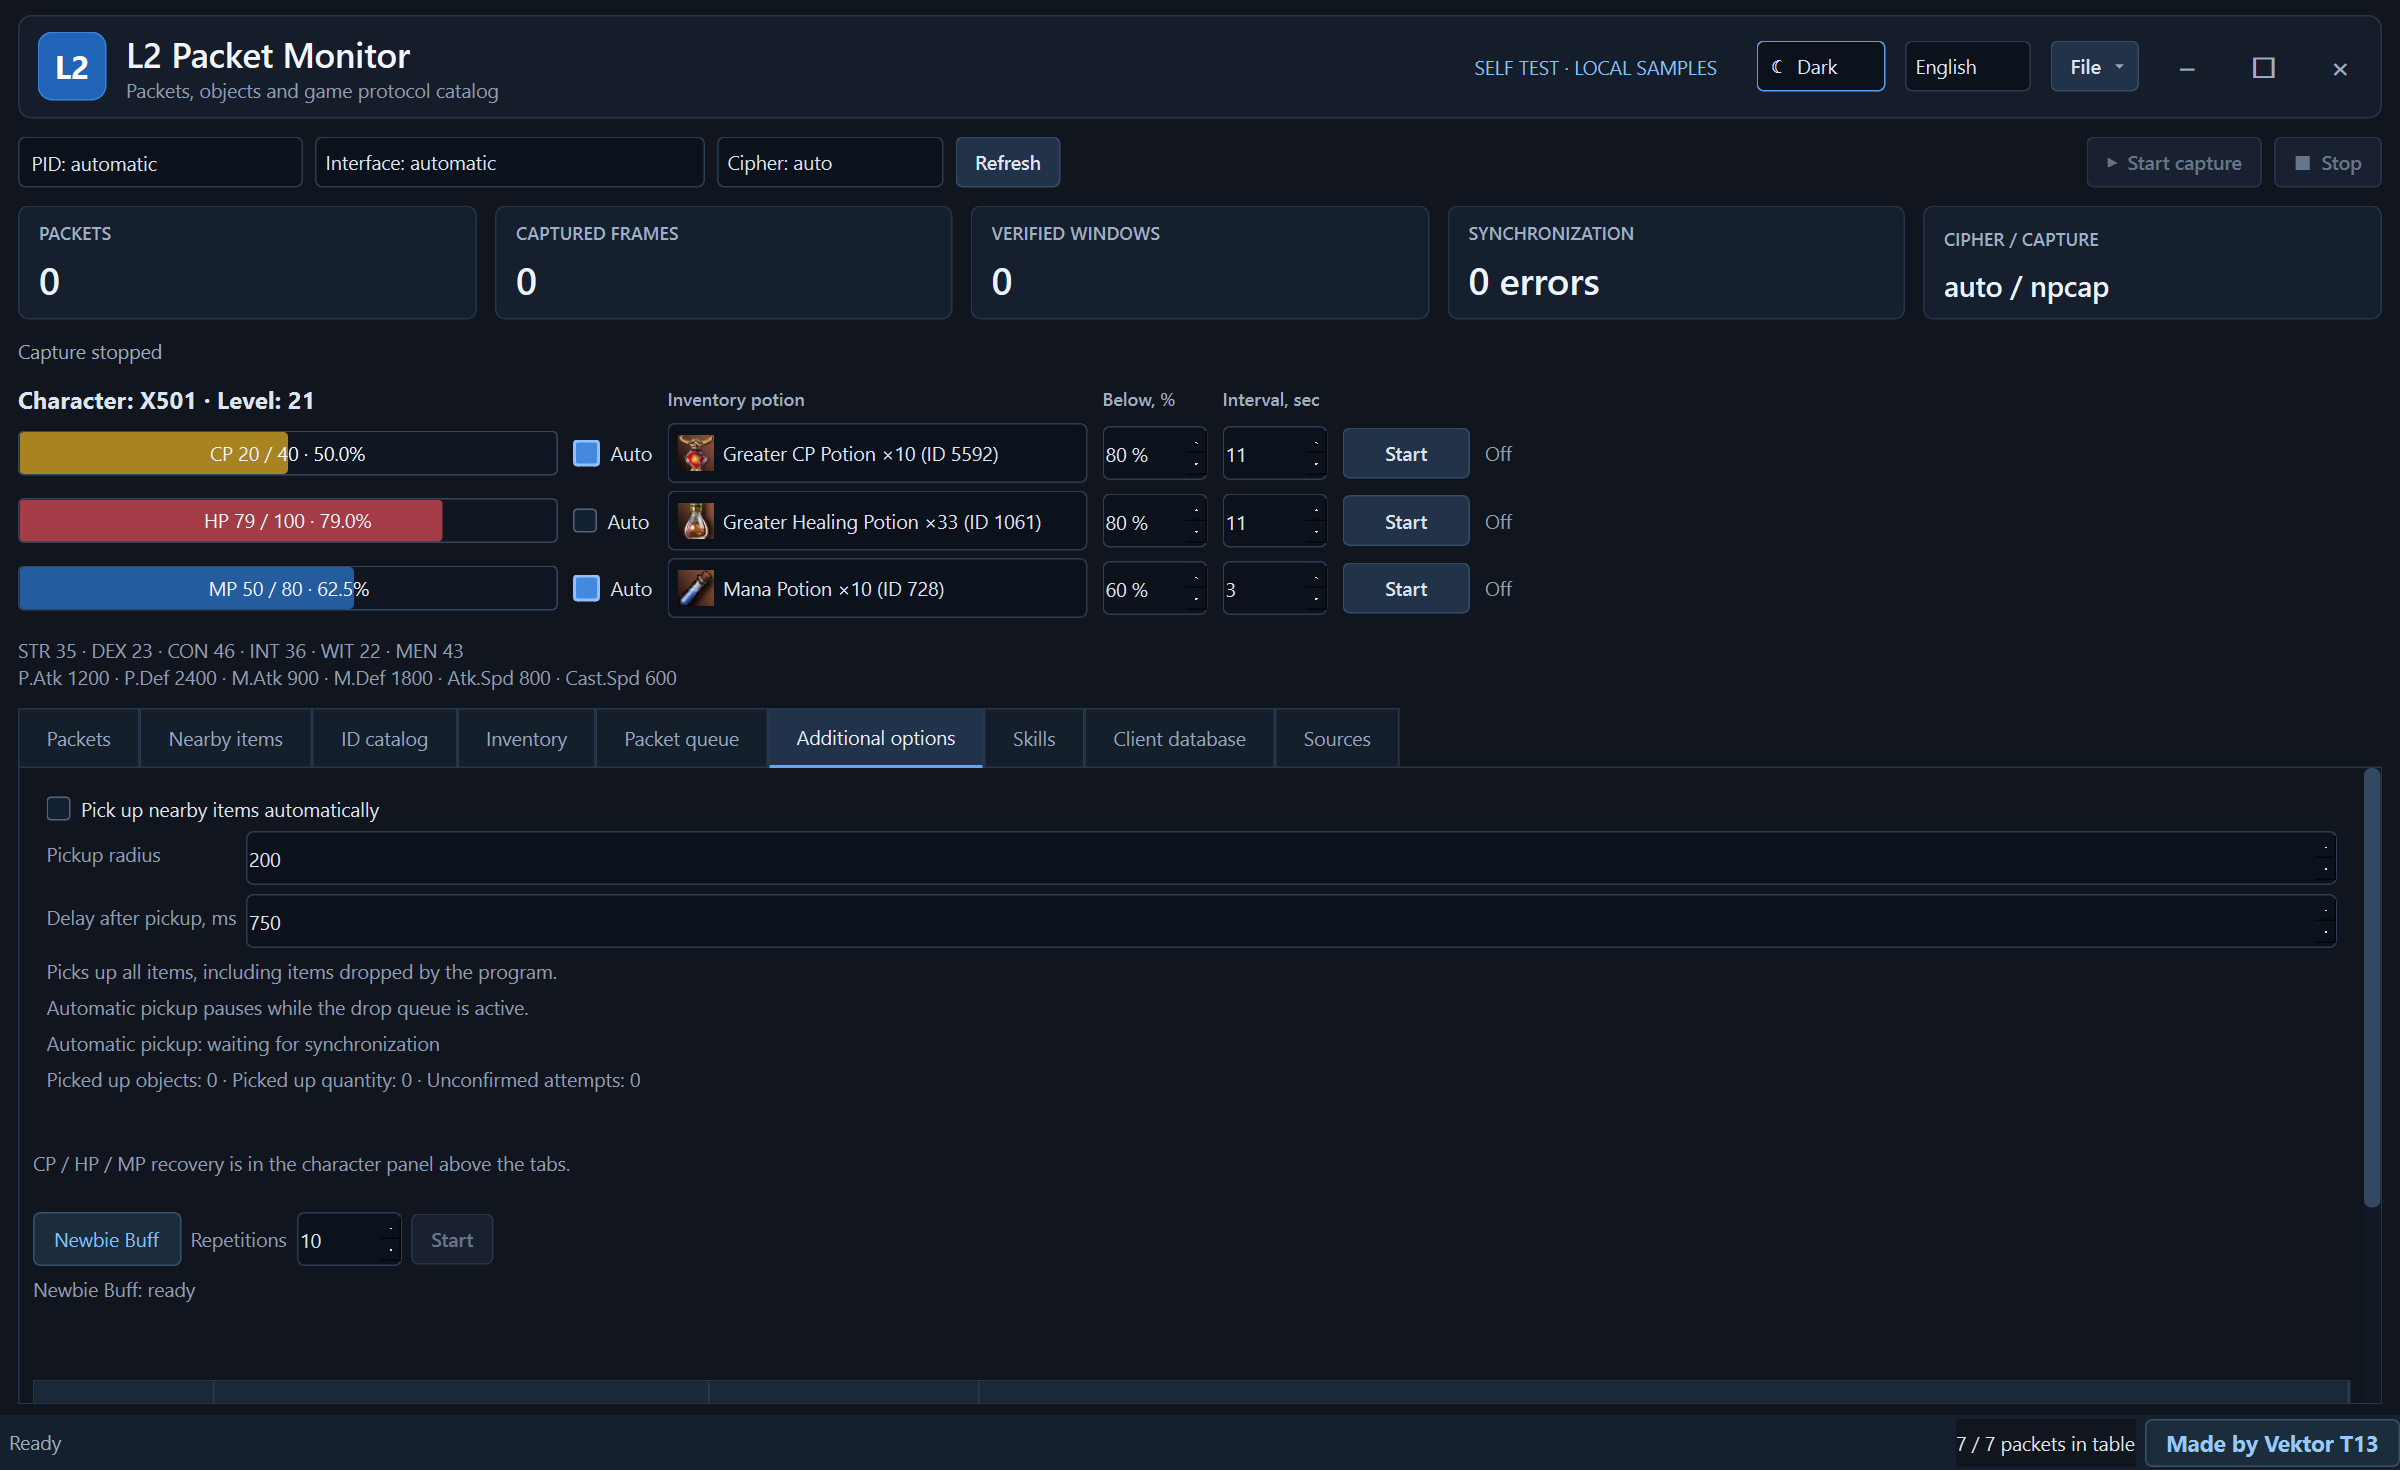 L2
L2 Packet Monitor
Packets, objects and game protocol catalog
SELF TEST · LOCAL SAMPLES
Dark
English
File
PID: automatic
Interface: automatic
Cipher: auto
Refresh
Start capture
Stop
PACKETS
0
CAPTURED FRAMES
0
VERIFIED WINDOWS
0
SYNCHRONIZATION
0 errors
CIPHER / CAPTURE
auto / npcap
Capture stopped
Character: X501 · Level: 21
Inventory potion
Below, %
Interval, sec
CP 20 / 40 · 50.0%
Auto
Greater CP Potion ×10 (ID 5592)
80 %
11
Start
Off
HP 79 / 100 · 79.0%
Auto
Greater Healing Potion ×33 (ID 1061)
80 %
11
Start
Off
MP 50 / 80 · 62.5%
Auto
Mana Potion ×10 (ID 728)
60 %
3
Start
Off
STR 35 · DEX 23 · CON 46 · INT 36 · WIT 22 · MEN 43
P.Atk 1200 · P.Def 2400 · M.Atk 900 · M.Def 1800 · Atk.Spd 800 · Cast.Spd 600
Packets
Nearby items
ID catalog
Inventory
Packet queue
Additional options
Skills
Client database
Sources
Pick up nearby items automatically
Pickup radius
200
Delay after pickup, ms
750
Picks up all items, including items dropped by the program.
Automatic pickup pauses while the drop queue is active.
Automatic pickup: waiting for synchronization
Picked up objects: 0 · Picked up quantity: 0 · Unconfirmed attempts: 0
CP / HP / MP recovery is in the character panel above the tabs.
Newbie Buff
Repetitions
10
Start
Newbie Buff: ready
Ready
7 / 7 packets in table
Made by Vektor T13